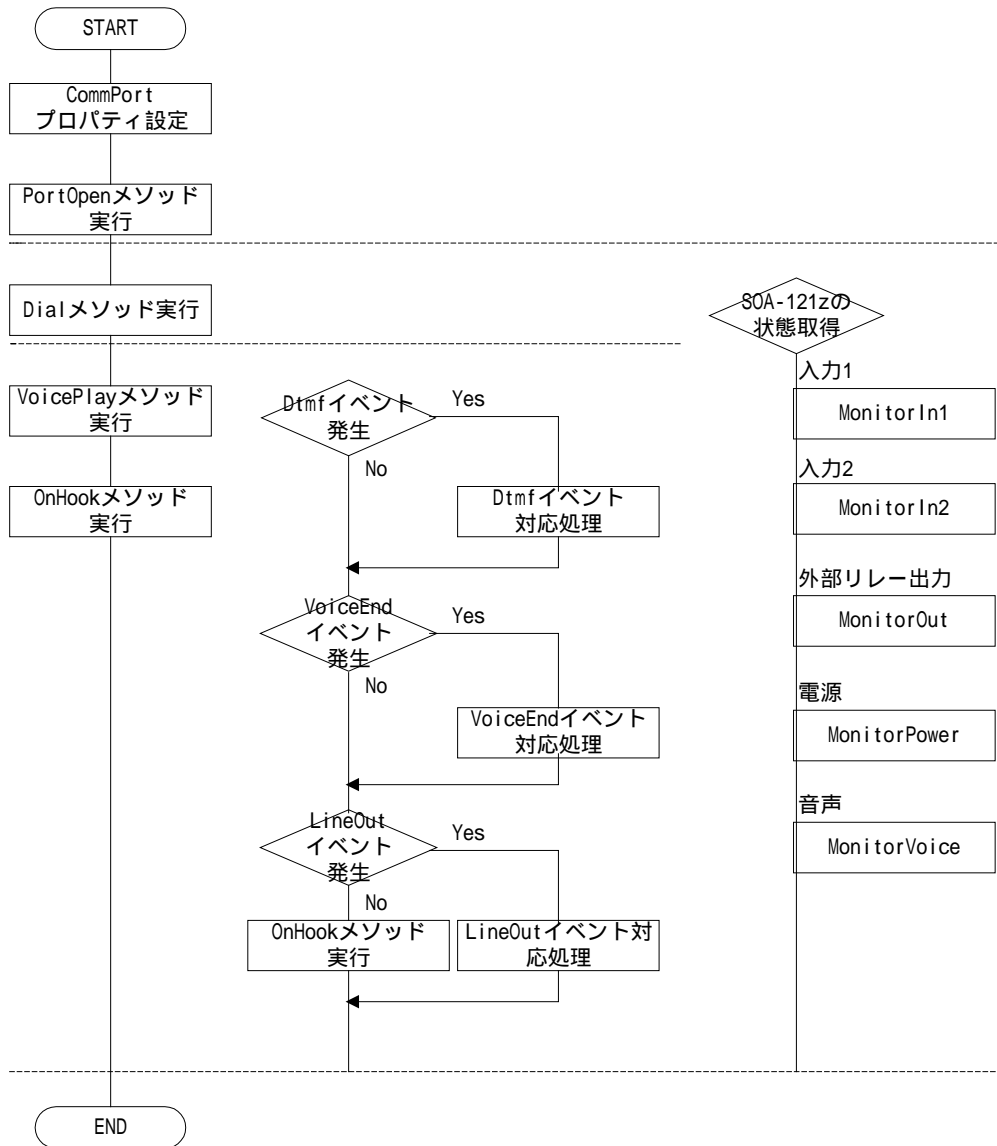 START
CommPort
プロパティ設定
PortOpenメソッド
実行
Dialメソッド実行
VoicePlayメソッド
実行
OnHookメソッド
実行
END
Dtmfイベント
発生
Yes
No
Dtmfイベント
対応処理
VoiceEnd
イベント
発生
Yes
No
VoiceEndイベント
対応処理
LineOut
イベント
発生
Yes
No
OnHookメソッド
実行
LineOutイベント対
応処理
SOA-121zの
状態取得
入力1
MonitorIn1
入力2
MonitorIn2
外部リレー出力
MonitorOut
電源
MonitorPower
音声
MonitorVoice